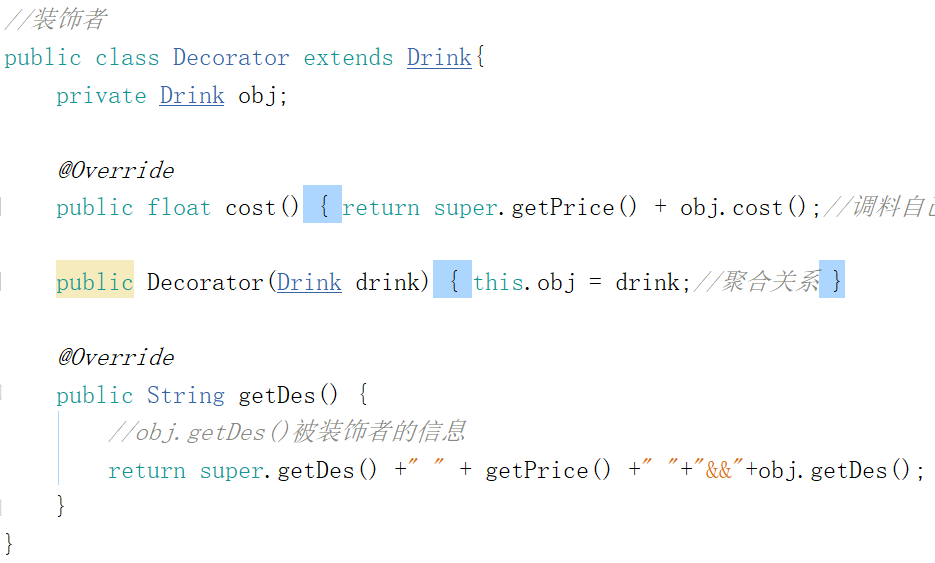 //装饰者
public class Decorator extends Drink{
private Drink obj;
@Override
public float cost() { return super.getPrice() + obj.cost();//调料自
public Decorator(Drink drink) { this.obj = drink;//聚合关系 }
@Override
public String getDes() {
//obj.getDes()被装饰者的信息
return super.getDes() +" " + getPrice() +" "+"&&"+obj.getDes();
}
}